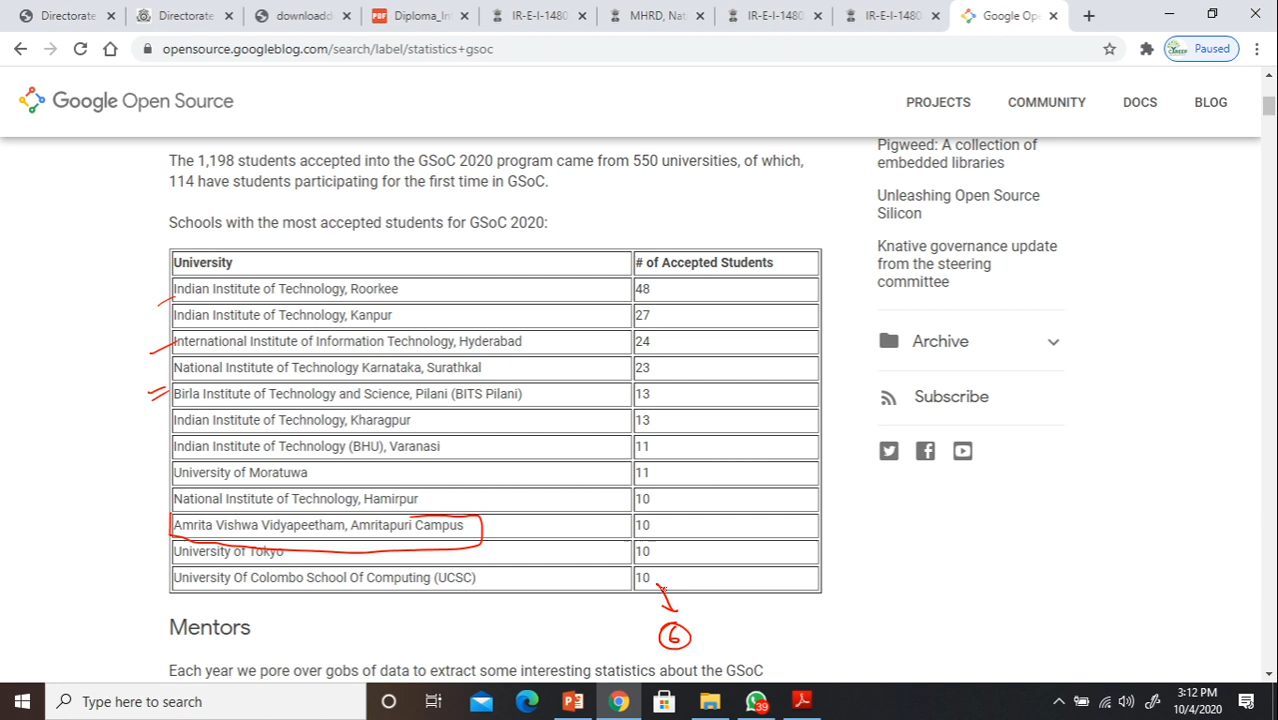 Directorate
Directorate
downloaddi
Diploma_Inf
IR-E-I-1480
MHRD, Nat
IR-E-I-1480
IR-E-I-1480
Google Ope
opensource.googleblog.com/search/label/statistics+gsoc
Paused
Google Open Source
PROJECTS
COMMUNITY
DOCS
BLOG
The 1,198 students accepted into the GSoC 2020 program came from 550 universities, of which,
114 have students participating for the first time in GSoC.
Schools with the most accepted students for GSoC 2020:
University # of Accepted Students
Indian Institute of Technology, Roorkee 48
Indian Institute of Technology, Kanpur 27
International Institute of Information Technology, Hyderabad 24
National Institute of Technology Karnataka, Surathkal 23
Birla Institute of Technology and Science, Pilani (BITS Pilani) 13
Indian Institute of Technology, Kharagpur 13
Indian Institute of Technology (BHU), Varanasi 11
University of Moratuwa 11
National Institute of Technology, Hamirpur 10
Amrita Vishwa Vidyapeetham, Amritapuri Campus 10
University of Tokyo 10
University Of Colombo School Of Computing (UCSC) 10
6
Mentors
Each year we pore over gobs of data to extract some interesting statistics about the GSoC
Pigweed: A collection of
embedded libraries
Unleashing Open Source
Silicon
Knative governance update
from the steering
committee
Archive
Subscribe
Type here to search
39
3:12 PM
10/4/2020